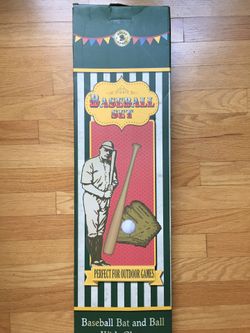 BASEBALL
SET
PERFECT FOR OUTDOOR GAMES
Baseball Bat and Ball